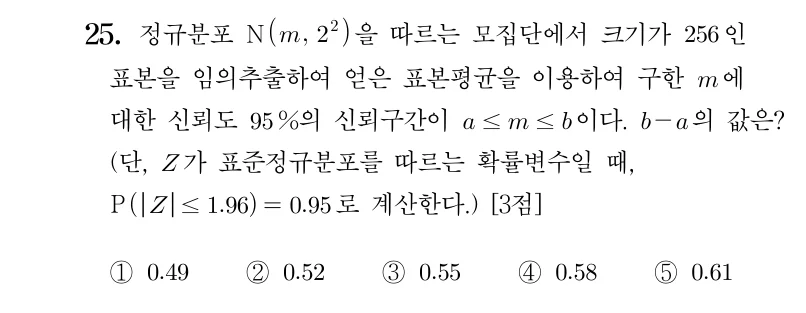 25. 정규분포 N(m, 2²)을 따르는 모집단에서 크기가 256인
표본을 임의추출하여 얻은 표본평균을 이용하여 구한 m에
대한 신뢰도 95%의 신뢰구간이 a ≤ m ≤ b이다. b-a의 값은?
(단, Z가 표준정규분포를 따르는 확률변수일 때,
P(|Z| ≤ 1.96) = 0.95로 계산한다.) [3점]
① 0.49 ② 0.52 ③ 0.55 ④ 0.58 ⑤ 0.61